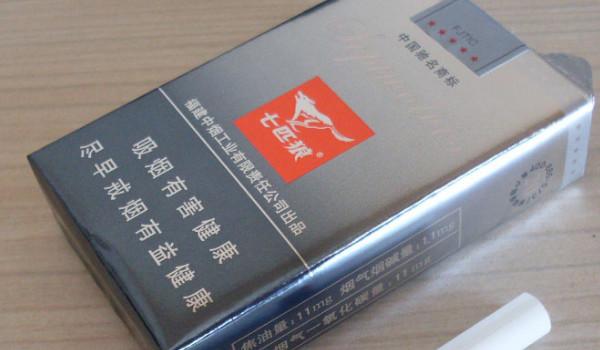 FJTIC
★★★★★
中国驰名商标
Septwolves
七匹狼®
福建中烟工业有限责任公司出品
吸烟有害健康
尽早戒烟有益健康
焦油量:11mg 烟气烟碱量:1.1mg
烟气一氧化碳量:11mg